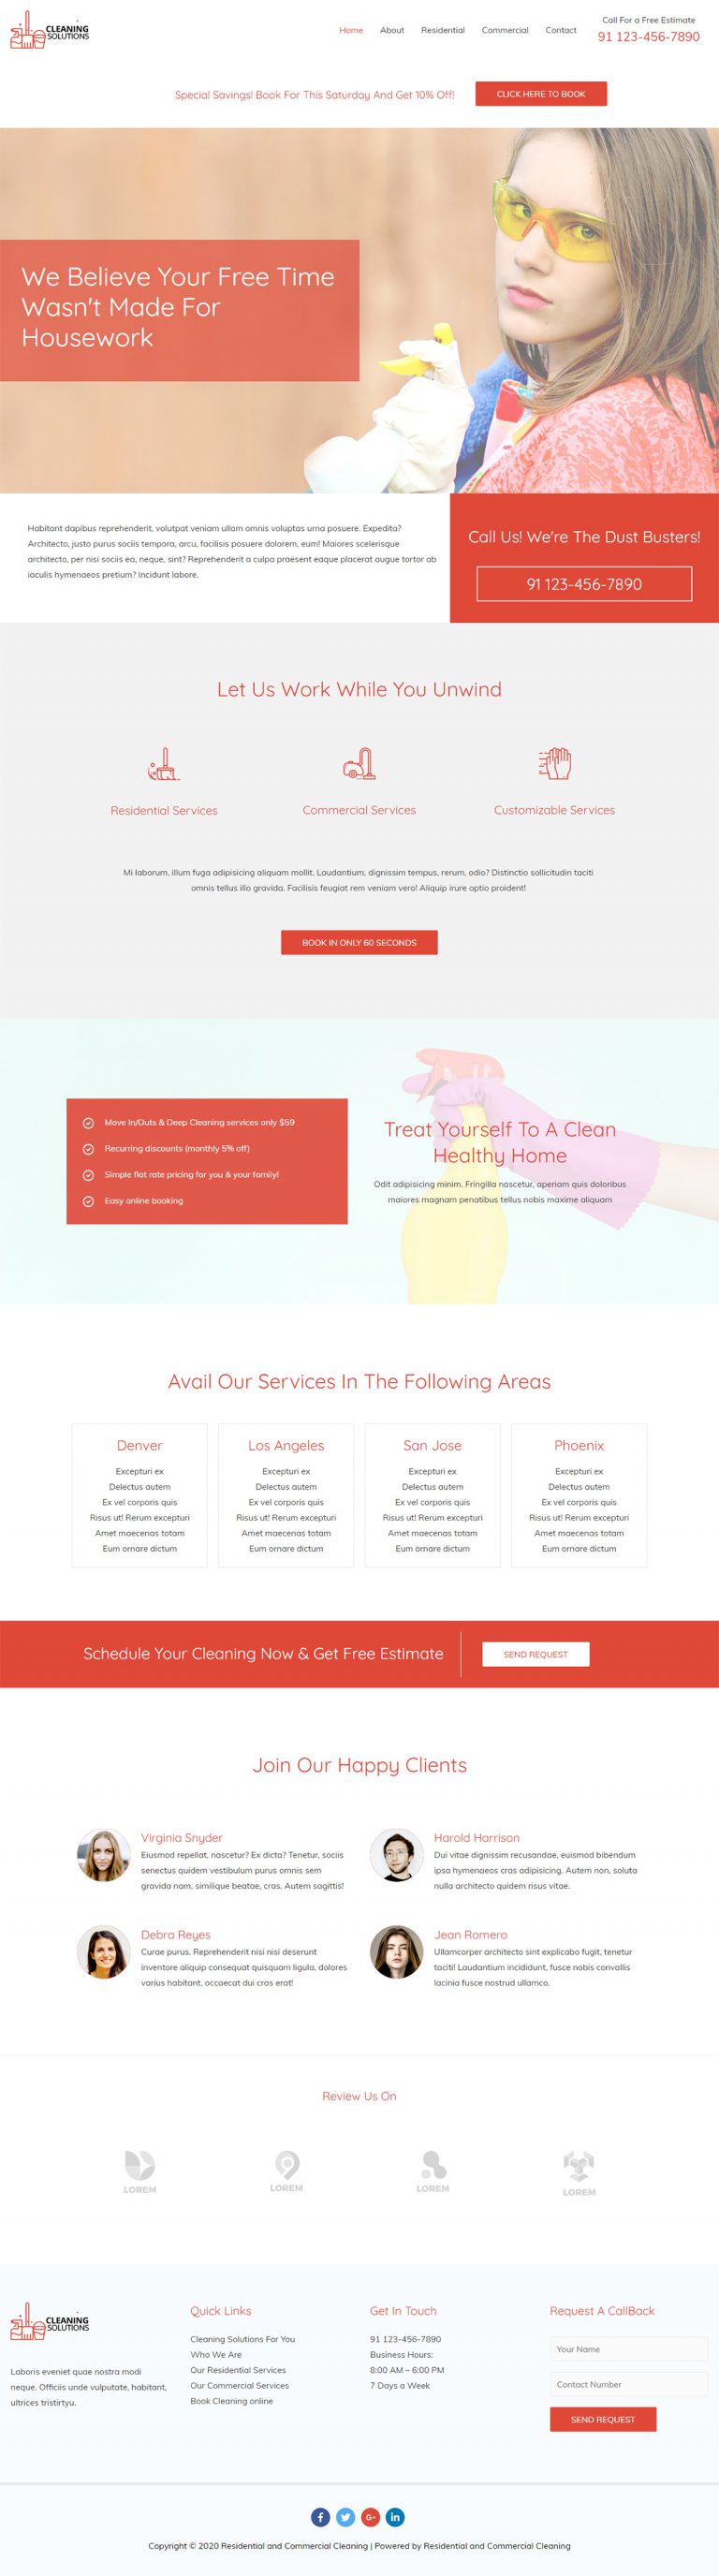 CLEANING
SOLUTIONS
Home About Residential Commercial Contact
Call For a Free Estimate
91 123-456-7890
Special Savings! Book For This Saturday And Get 10% Off!
CLICK HERE TO BOOK
We Believe Your Free Time
Wasn't Made For
Housework
Habitant dapibus reprehenderit, volutpat veniam ullam omnis voluptas urna posuere. Expedita?
Architecto, justo purus sociis tempora, arcu, facilisis posuere dolorem, eum! Maiores scelerisque
architecto, per nisi sociis ea, neque, sint? Reprehenderit a culpa praesent eaque placerat augue tortor ab
iaculis hymenaeos pretium? Incidunt labore.
Call Us! We're The Dust Busters!
91 123-456-7890
Let Us Work While You Unwind
Residential Services
Commercial Services
Customizable Services
Mi laborum, illum fuga adipisicing aliquam mollit. Laudantium, dignissim tempus, rerum, odio? Distinctio sollicitudin taciti
omnis tellus illo gravida. Facilisis feugiat rem veniam vero! Aliquip irure optio proident!
BOOK IN ONLY 60 SECONDS
Move In/Outs & Deep Cleaning services only $59
Recurring discounts (monthly 5% off)
Simple flat rate pricing for you & your family!
Easy online booking
Treat Yourself To A Clean
Healthy Home
Odit adipisicing minim. Fringilla nascetur, aperiam quis doloribus
maiores magnam penatibus tellus nobis maxime aliquam
Avail Our Services In The Following Areas
Denver
Excepturi ex
Delectus autem
Ex vel corporis quis
Risus ut! Rerum excepturi
Amet maecenas totam
Eum ornare dictum
Los Angeles
Excepturi ex
Delectus autem
Ex vel corporis quis
Risus ut! Rerum excepturi
Amet maecenas totam
Eum ornare dictum
San Jose
Excepturi ex
Delectus autem
Ex vel corporis quis
Risus ut! Rerum excepturi
Amet maecenas totam
Eum ornare dictum
Phoenix
Excepturi ex
Delectus autem
Ex vel corporis quis
Risus ut! Rerum excepturi
Amet maecenas totam
Eum ornare dictum
Schedule Your Cleaning Now & Get Free Estimate
SEND REQUEST
Join Our Happy Clients
Virginia Snyder
Eiusmod repellat, nascetur? Ex dicta? Tenetur, sociis
senectus quidem vestibulum purus omnis sem
gravida nam, similique beatae, cras. Autem sagittis!
Harold Harrison
Dui vitae dignissim recusandae, euismod bibendum
ipsa hymenaeos cras adipisicing. Autem non, soluta
nulla architecto quidem risus vitae.
Debra Reyes
Curae purus. Reprehenderit nisi nisi deserunt
inventore aliquip consequat quisquam ligula, dolores
varius habitant, occaecat dui cras erat!
Jean Romero
Ullamcorper architecto sint explicabo fugit, tenetur
taciti! Laudantium incididunt, fusce nobis convallis
lacinia fusce nostrud ullamco.
Review Us On
LOREM
LOREM
LOREM
LOREM
CLEANING
SOLUTIONS
Laboris eveniet quae nostra modi
neque. Officiis unde vulputate, habitant,
ultrices tristirtyu.
Quick Links
Cleaning Solutions For You
Who We Are
Our Residential Services
Our Commercial Services
Book Cleaning online
Get In Touch
91 123-456-7890
Business Hours:
8:00 AM – 6:00 PM
7 Days a Week
Request A CallBack
Your Name
Contact Number
SEND REQUEST
f
G+
in
Copyright © 2020 Residential and Commercial Cleaning | Powered by Residential and Commercial Cleaning